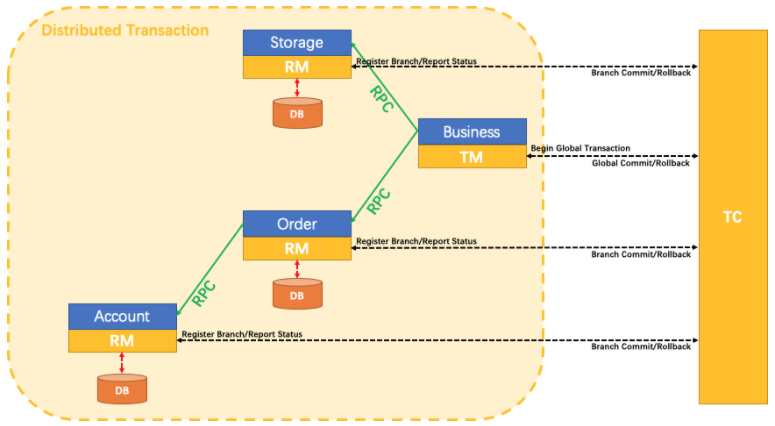 Distributed Transaction
Storage
RM
Register Branch/Report Status
Branch Commit/Rollback
DB
RPC
Business
TM
Begin Global Transaction
Global Commit/Rollback
TC
RPC
Order
RM
Register Branch/Report Status
Branch Commit/Rollback
DB
RPC
Account
RM
Register Branch/Report Status
Branch Commit/Rollback
DB